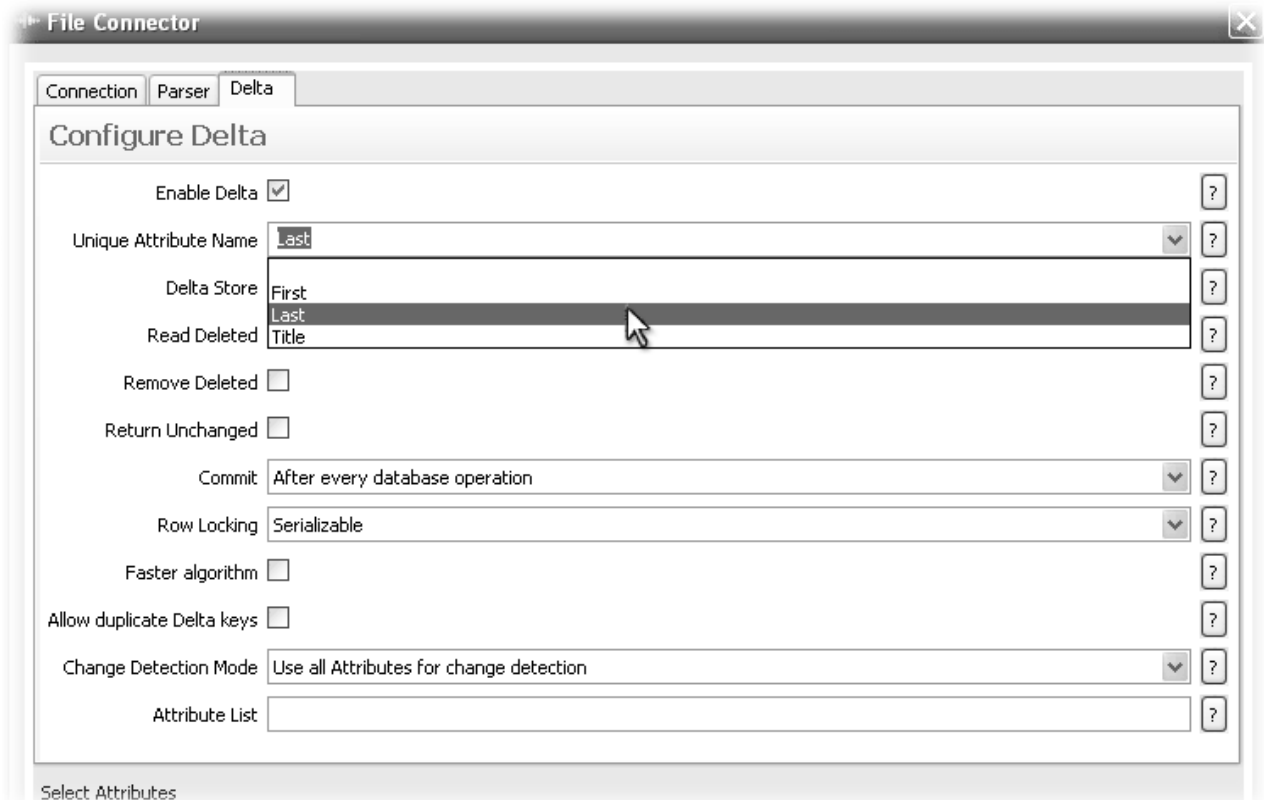 File Connector
Connection Parser Delta
Configure Delta
Enable Delta ?
Unique Attribute Name Last ?
Delta Store ?
First
Last
Read Deleted Title ?
Remove Deleted ?
Return Unchanged ?
Commit After every database operation ?
Row Locking Serializable ?
Faster algorithm ?
Allow duplicate Delta keys ?
Change Detection Mode Use all Attributes for change detection ?
Attribute List ?
Select Attributes